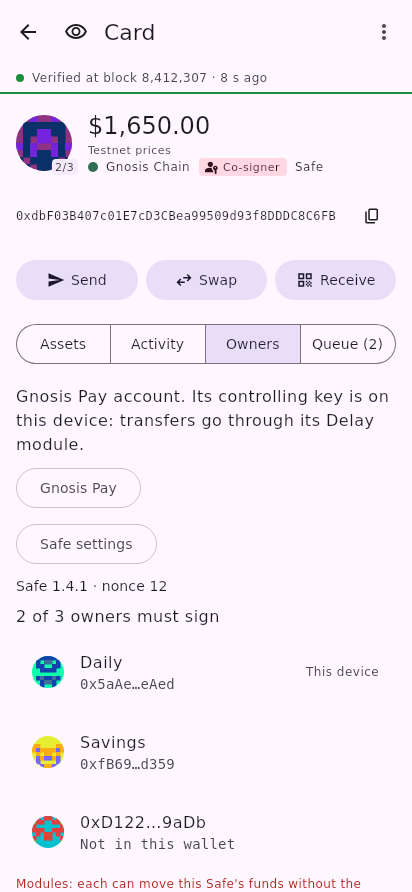 Card
Verified at block 8,412,307 · 8 s ago
$1,650.00
Testnet prices
2/3
Gnosis Chain
Co-signer
Safe
0xdbF03B407c01E7cD3CBea99509d93f8DDDC8C6FB
Send
Swap
Receive
Assets
Activity
Owners
Queue (2)
Gnosis Pay account. Its controlling key is on
this device: transfers go through its Delay
module.
Gnosis Pay
Safe settings
Safe 1.4.1 · nonce 12
2 of 3 owners must sign
Daily
0x5aAe…eAed
This device
Savings
0xfB69…d359
0xD122…9aDb
Not in this wallet
Modules: each can move this Safe's funds without the